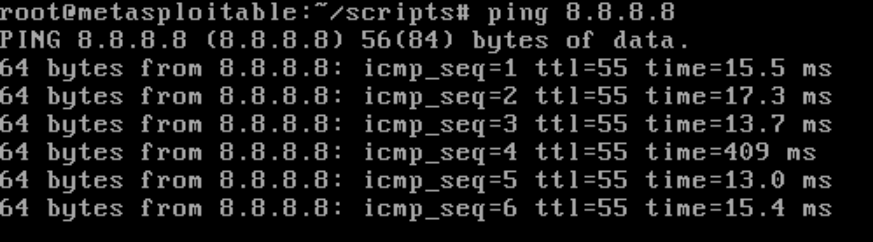 root@metasploitable:~/scripts# ping 8.8.8.8
PING 8.8.8.8 (8.8.8.8) 56(84) bytes of data.
64 bytes from 8.8.8.8: icmp_seq=1 ttl=55 time=15.5 ms
64 bytes from 8.8.8.8: icmp_seq=2 ttl=55 time=17.3 ms
64 bytes from 8.8.8.8: icmp_seq=3 ttl=55 time=13.7 ms
64 bytes from 8.8.8.8: icmp_seq=4 ttl=55 time=409 ms
64 bytes from 8.8.8.8: icmp_seq=5 ttl=55 time=13.0 ms
64 bytes from 8.8.8.8: icmp_seq=6 ttl=55 time=15.4 ms